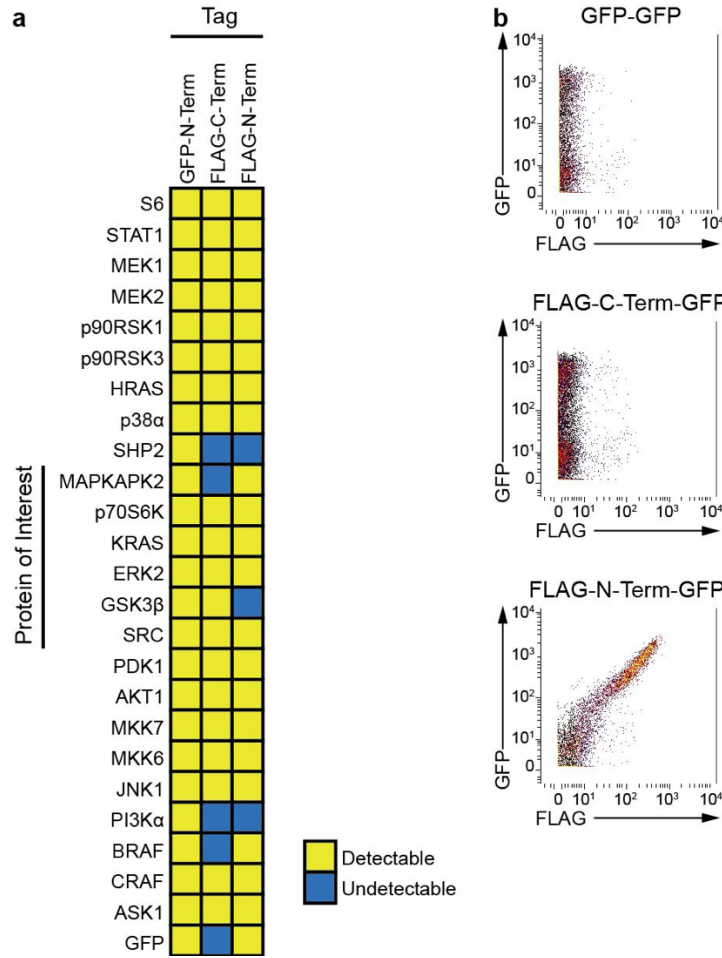 a
Tag
GFP-N-Term
FLAG-C-Term
FLAG-N-Term
Protein of Interest
S6
STAT1
MEK1
MEK2
p90RSK1
p90RSK3
HRAS
p38α
SHP2
MAPKAPK2
p70S6K
KRAS
ERK2
GSK3β
SRC
PDK1
AKT1
MKK7
MKK6
JNK1
PI3Kα
BRAF
CRAF
ASK1
GFP
Detectable
Undetectable
b
GFP-GFP
10⁴
10³
10²
10¹
0
GFP
0 10¹ 10² 10³ 10⁴
FLAG
FLAG-C-Term-GFP
10⁴
10³
10²
10¹
0
GFP
0 10¹ 10² 10³ 10⁴
FLAG
FLAG-N-Term-GFP
10⁴
10³
10²
10¹
0
GFP
0 10¹ 10² 10³ 10⁴
FLAG